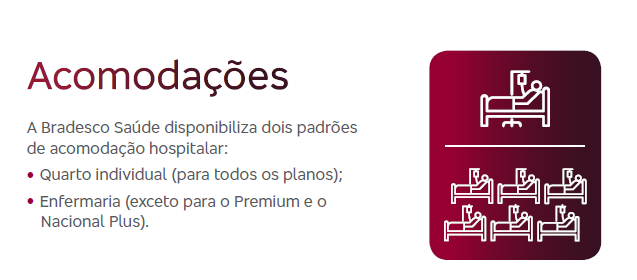 Acomodações
A Bradesco Saúde disponibiliza dois padrões
de acomodação hospitalar:
• Quarto individual (para todos os planos);
• Enfermaria (exceto para o Premium e o
Nacional Plus).